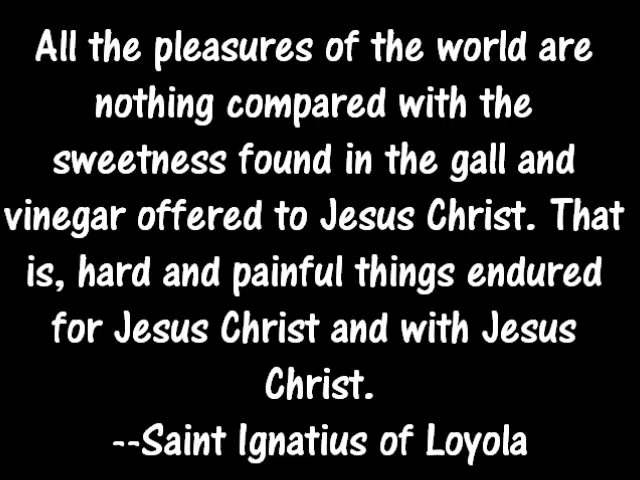 All the pleasures of the world are
nothing compared with the
sweetness found in the gall and
vinegar offered to Jesus Christ. That
is, hard and painful things endured
for Jesus Christ and with Jesus
Christ.
--Saint Ignatius of Loyola